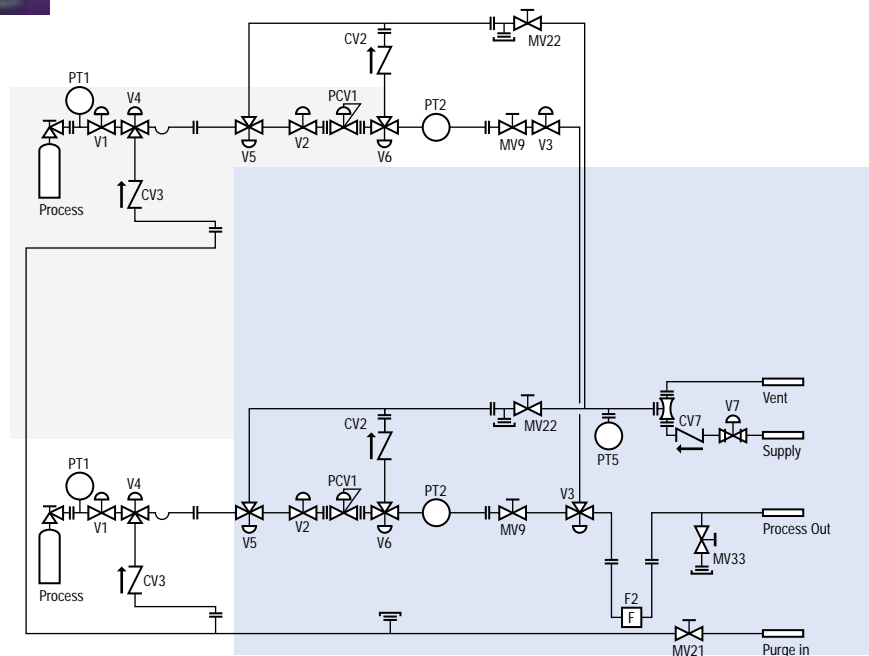 CV2
MV22
PT1
V4
PCV1
PT2
V1
V5
V2
V6
MV9
V3
CV3
Process
Vent
CV2
MV22
CV7
V7
PT5
Supply
PT1
V4
PCV1
PT2
V3
V1
V5
V2
V6
MV9
Process Out
MV33
CV3
Process
F2
F
MV21
Purge in